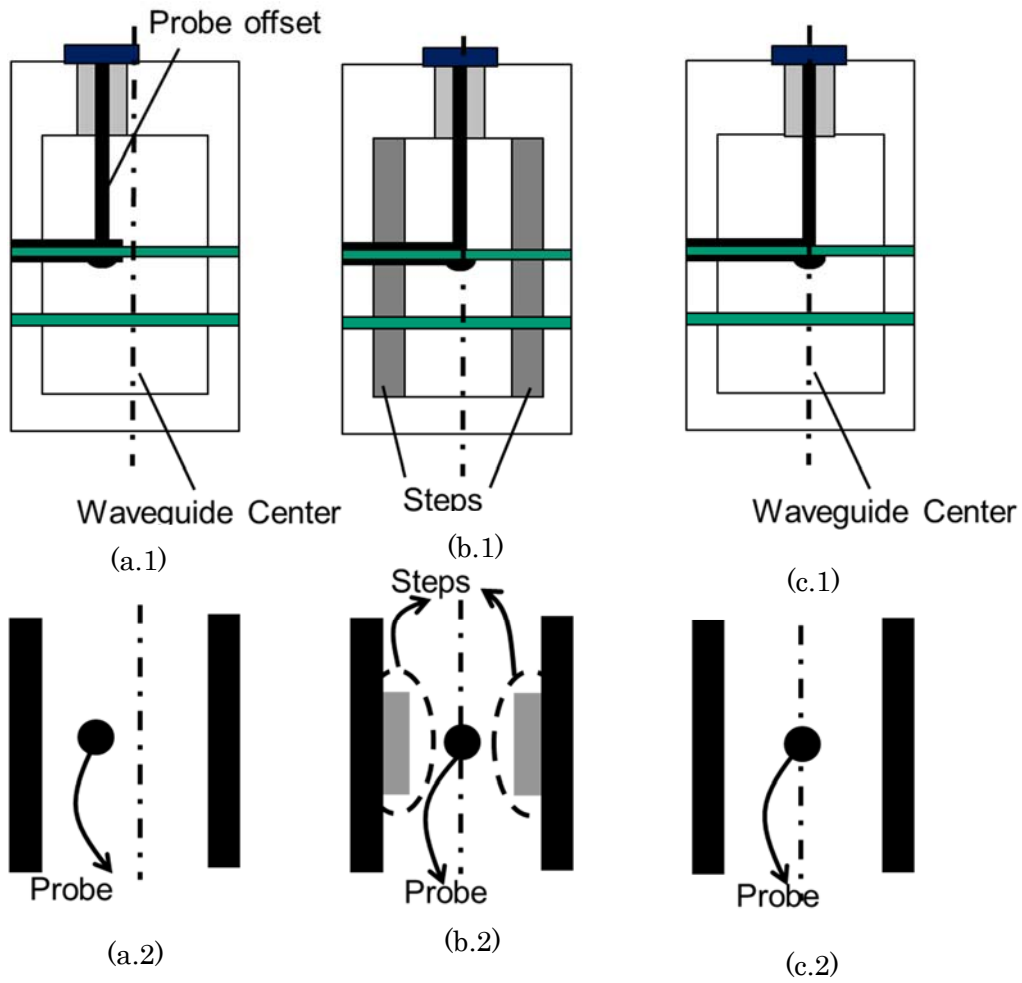 Probe offset
Waveguide Center
(a.1)
Steps
(b.1)
Waveguide Center
(c.1)
Steps
Probe
(a.2)
Probe
(b.2)
Probe
(c.2)